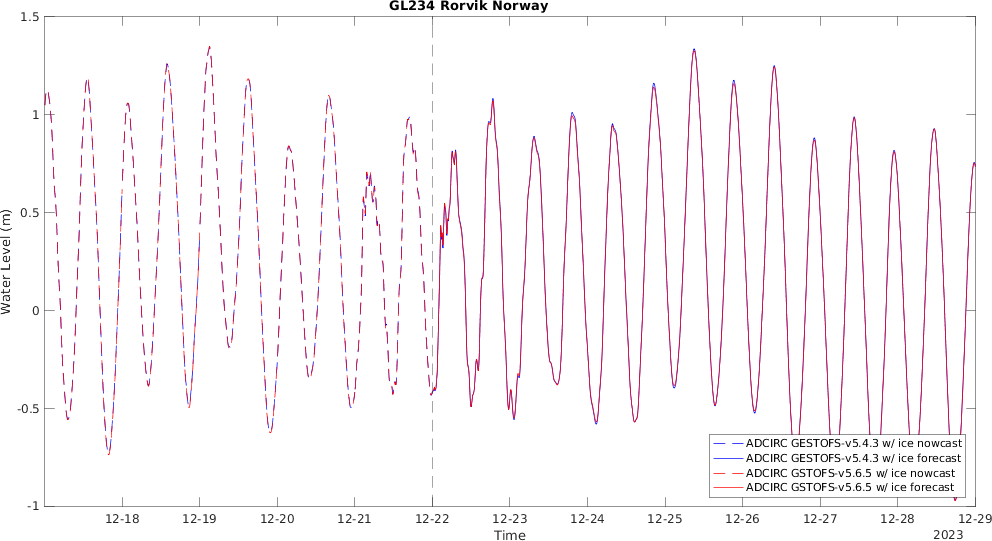 GL234 Rorvik Norway
1.5
1
0.5
0
-0.5
-1
Water Level (m)
ADCIRC GESTOFS-v5.4.3 w/ ice nowcast
ADCIRC GESTOFS-v5.4.3 w/ ice forecast
ADCIRC GSTOFS-v5.6.5 w/ ice nowcast
ADCIRC GSTOFS-v5.6.5 w/ ice forecast
12-18 12-19 12-20 12-21 12-22 12-23 12-24 12-25 12-26 12-27 12-28 12-29
Time
2023